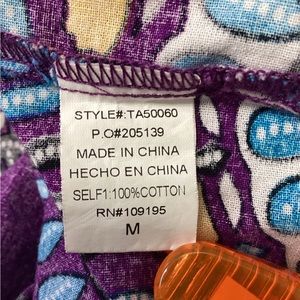 STYLE#:TA50060
P.O#205139
MADE IN CHINA
HECHO EN CHINA
SELF1:100%COTTON
RN#109195
M